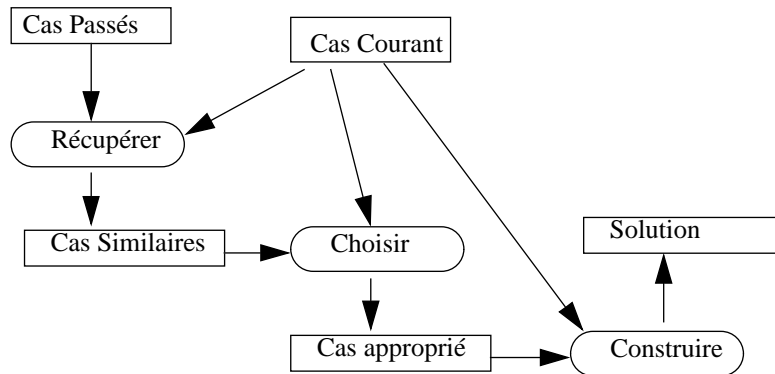 Cas Passés
Cas Courant
Récupérer
Cas Similaires
Choisir
Solution
Cas approprié
Construire